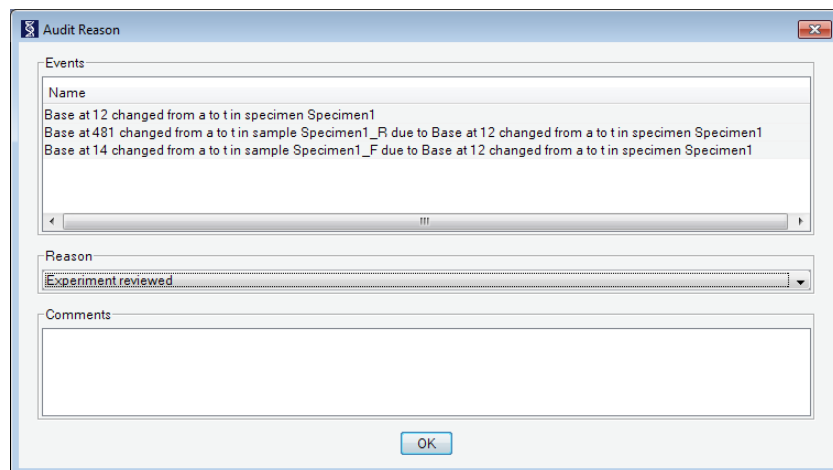 Audit Reason
Events
Name
Base at 12 changed from a to t in specimen Specimen1
Base at 481 changed from a to t in sample Specimen1_R due to Base at 12 changed from a to t in specimen Specimen1
Base at 14 changed from a to t in sample Specimen1_F due to Base at 12 changed from a to t in specimen Specimen1
Reason
Experiment reviewed
Comments
OK